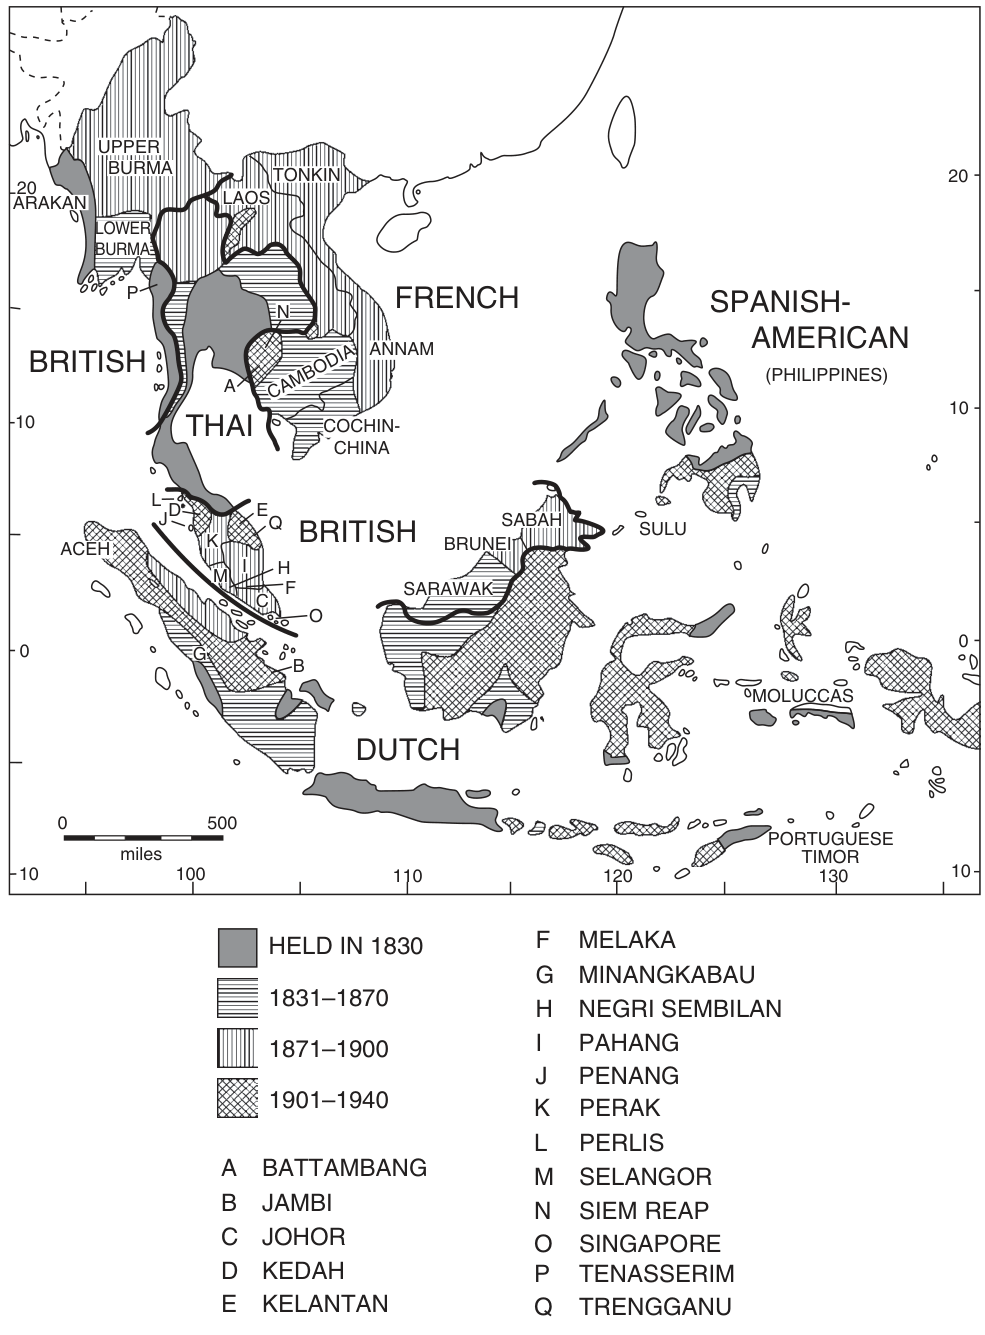 UPPER
BURMA
TONKIN
LAOS
20
20
ARAKAN
LOWER
BURMA
P
N
FRENCH
SPANISH-
AMERICAN
(PHILIPPINES)
BRITISH
ANNAM
CAMBODIA
A
10
10
THAI
COCHIN-
CHINA
L
D
J
E
Q
BRITISH
SABAH
SULU
BRUNEI
ACEH
K
I
H
M
F
SARAWAK
C
O
0
0
G
B
MOLUCCAS
DUTCH
0 500
miles
PORTUGUESE
TIMOR
10
10
100 110 120 130
HELD IN 1830
1831–1870
1871–1900
1901–1940
A BATTAMBANG
B JAMBI
C JOHOR
D KEDAH
E KELANTAN
F MELAKA
G MINANGKABAU
H NEGRI SEMBILAN
I PAHANG
J PENANG
K PERAK
L PERLIS
M SELANGOR
N SIEM REAP
O SINGAPORE
P TENASSERIM
Q TRENGGANU